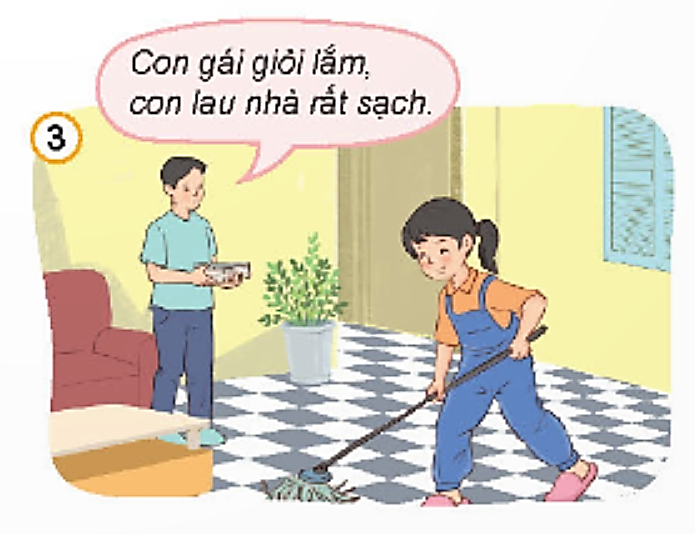 Con gái giỏi lắm,
con lau nhà rất sạch.
3